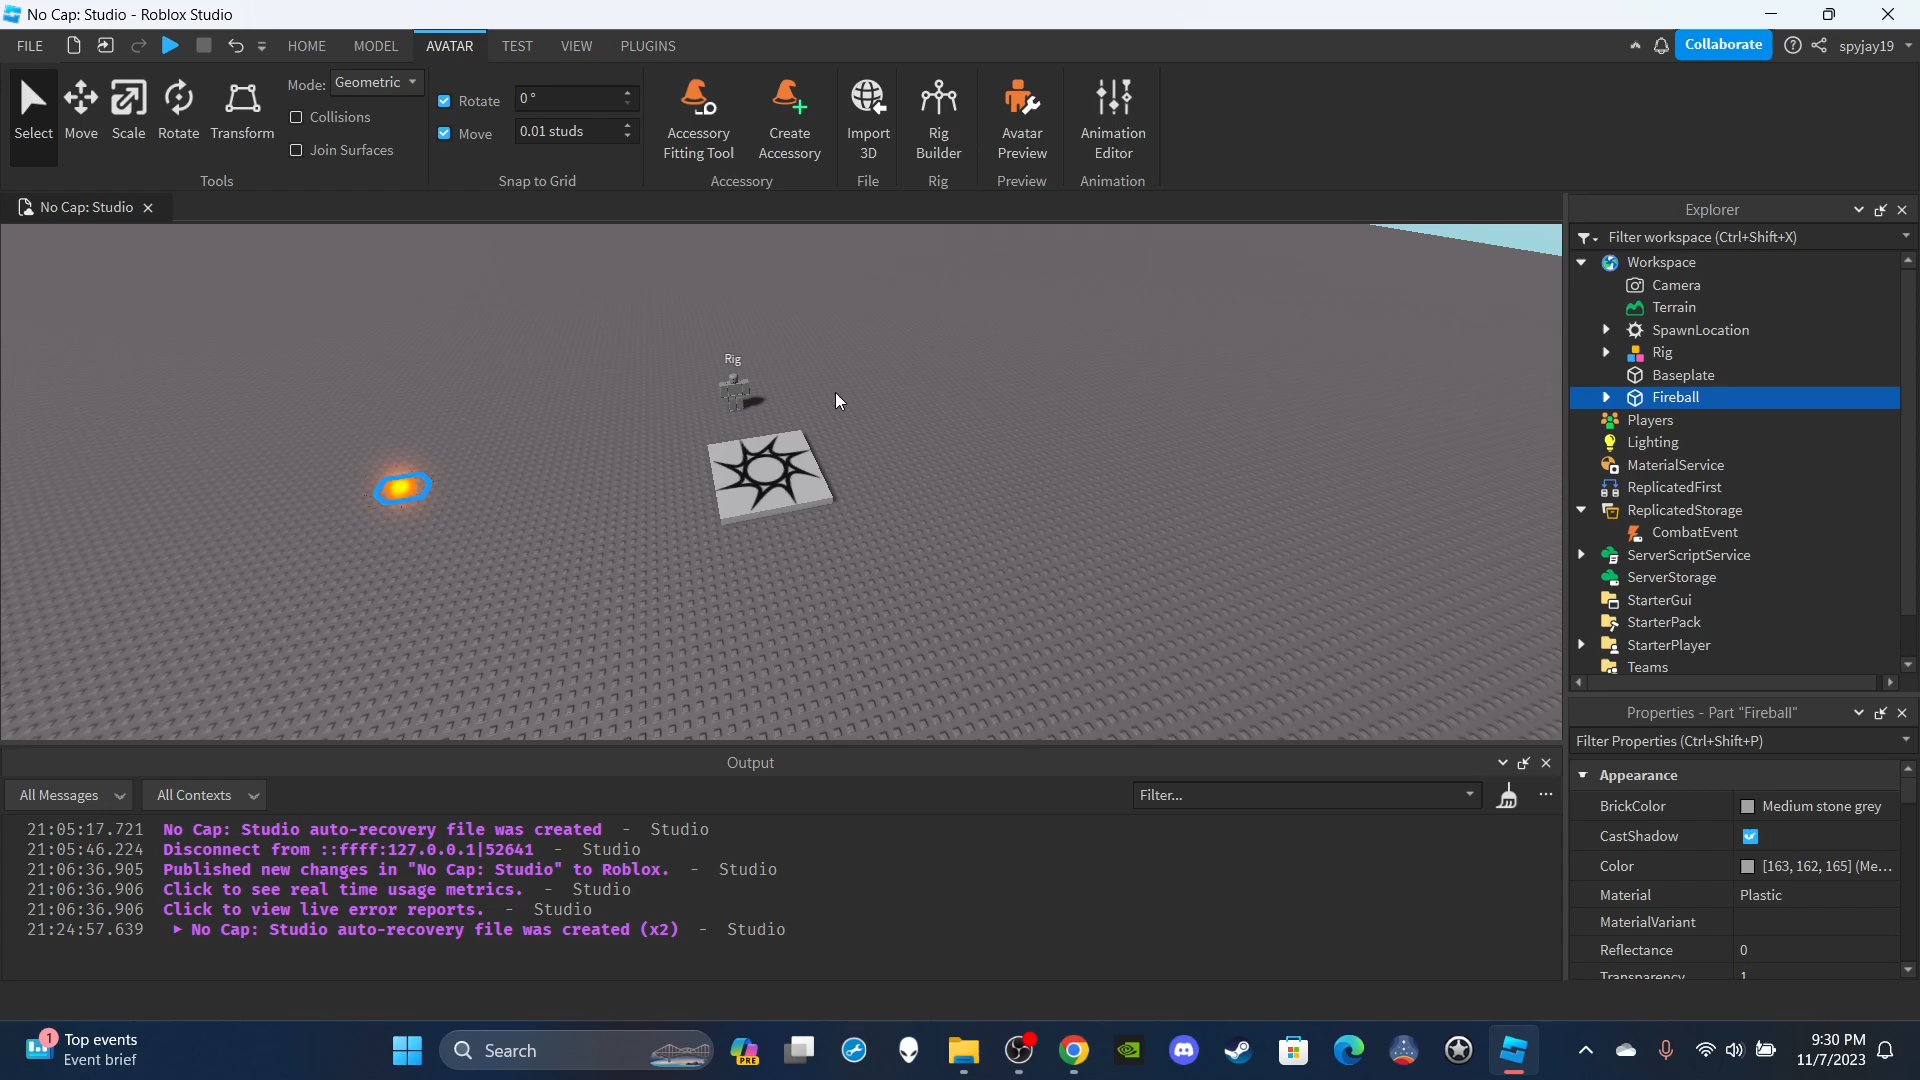 No Cap: Studio - Roblox Studio
FILE
HOME
MODEL
AVATAR
TEST
VIEW
PLUGINS
Collaborate
spyjay19
Select
Move
Scale
Rotate
Transform
Mode: Geometric
Collisions
Join Surfaces
Tools
Rotate 0 °
Move 0.01 studs
Snap to Grid
Accessory
Fitting Tool
Create
Accessory
Accessory
Import
3D
File
Rig
Builder
Rig
Avatar
Preview
Preview
Animation
Editor
Animation
No Cap: Studio
Rig
Explorer
Filter workspace (Ctrl+Shift+X)
Workspace
Camera
Terrain
SpawnLocation
Rig
Baseplate
Fireball
Players
Lighting
MaterialService
ReplicatedFirst
ReplicatedStorage
CombatEvent
ServerScriptService
ServerStorage
StarterGui
StarterPack
StarterPlayer
Teams
Properties - Part "Fireball"
Filter Properties (Ctrl+Shift+P)
Appearance
BrickColor Medium stone grey
CastShadow
Color [163, 162, 165] (Me...
Material Plastic
MaterialVariant
Reflectance 0
Transparency 1
Output
All Messages
All Contexts
Filter...
21:05:17.721 No Cap: Studio auto-recovery file was created - Studio
21:05:46.224 Disconnect from ::ffff:127.0.0.1|52641 - Studio
21:06:36.905 Published new changes in "No Cap: Studio" to Roblox. - Studio
21:06:36.906 Click to see real time usage metrics. - Studio
21:06:36.906 Click to view live error reports. - Studio
21:24:57.639 No Cap: Studio auto-recovery file was created (x2) - Studio
1
Top events
Event brief
Search
PRE
9:30 PM
11/7/2023